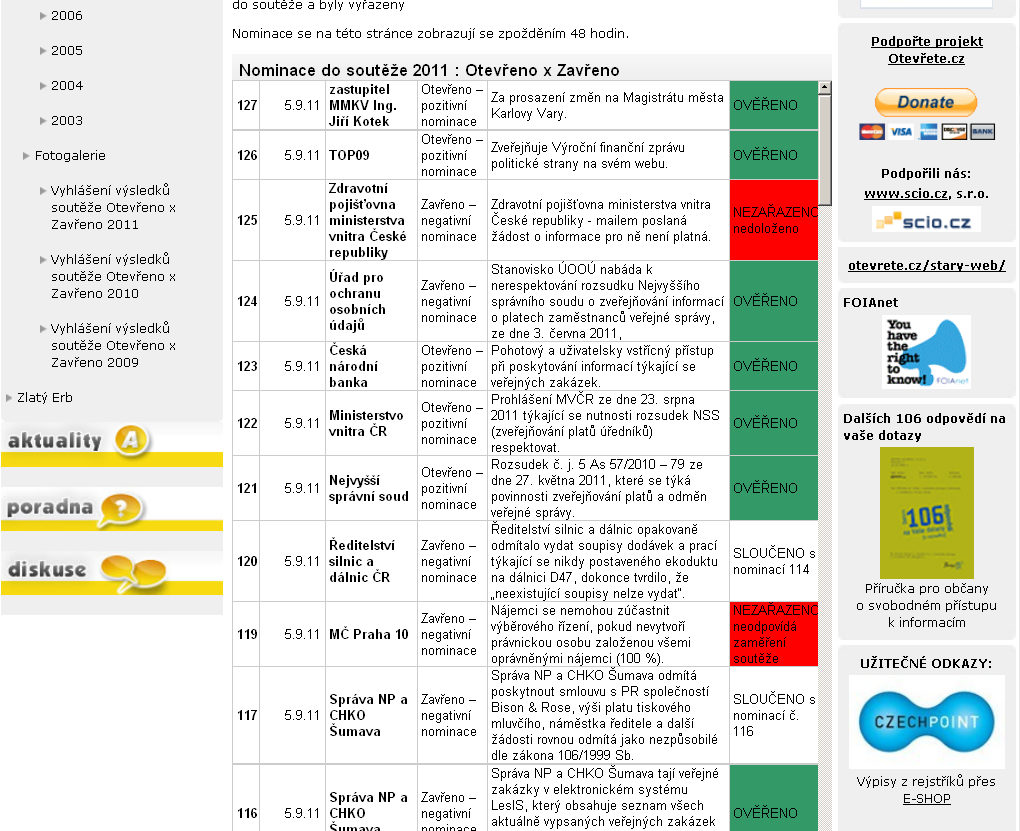 2006
2005
2004
2003
Fotogalerie
Vyhlášení výsledků
soutěže Otevřeno x
Zavřeno 2011
Vyhlášení výsledků
soutěže Otevřeno x
Zavřeno 2010
Vyhlášení výsledků
soutěže Otevřeno x
Zavřeno 2009
Zlatý Erb
aktuality A
poradna ?
diskuse
do soutěže a byly vyřazeny
Nominace se na této stránce zobrazují se zpožděním 48 hodin.
Nominace do soutěže 2011 : Otevřeno x Zavřeno
127
5.9.11
zastupitel
MMKV Ing.
Jiří Kotek
Otevřeno –
pozitivní
nominace
Za prosazení změn na Magistrátu města
Karlovy Vary.
OVĚŘENO
126
5.9.11
TOP09
Otevřeno –
pozitivní
nominace
Zveřejňuje Výroční finanční zprávu
politické strany na svém webu.
OVĚŘENO
125
5.9.11
Zdravotní
pojišťovna
ministerstva
vnitra České
republiky
Zavřeno –
negativní
nominace
Zdravotní pojišťovna ministerstva vnitra
České republiky - mailem poslaná
žádost o informace pro ně není platná.
NEZAŘAZENO
nedoloženo
124
5.9.11
Úřad pro
ochranu
osobních
údajů
Zavřeno –
negativní
nominace
Stanovisko ÚOOÚ nabáda k
nerespektování rozsudku Nejvyššího
správního soudu o zveřejňování informací
o platech zaměstnanců veřejné správy,
ze dne 3. června 2011,
OVĚŘENO
123
5.9.11
Česká
národní
banka
Otevřeno –
pozitivní
nominace
Pohotový a uživatelsky vstřícný přístup
při poskytování informací týkající se
veřejných zakázek.
OVĚŘENO
122
5.9.11
Ministerstvo
vnitra ČR
Otevřeno –
pozitivní
nominace
Prohlášení MVČR ze dne 23. srpna
2011 týkající se nutnosti rozsudek NSS
(zveřejňování platů úředníků)
respektovat.
OVĚŘENO
121
5.9.11
Nejvyšší
správní soud
Otevřeno –
pozitivní
nominace
Rozsudek č. j. 5 As 57/2010 – 79 ze
dne 27. května 2011, které se týká
povinnosti zveřejňování platů a odměn
veřejné správy.
OVĚŘENO
120
5.9.11
Ředitelství
silnic a
dálnic ČR
Zavřeno –
negativní
nominace
Ředitelství silnic a dálnic opakovaně
odmítalo vydat soupisy dodávek a prací
týkající se nikdy postaveného ekoduktu
na dálnici D47, dokonce tvrdilo, že
„neexistující soupisy nelze vydat".
SLOUČENO s
nominací 114
119
5.9.11
MČ Praha 10
Zavřeno –
negativní
nominace
Nájemci se nemohou zúčastnit
výběrového řízení, pokud nevytvoří
právnickou osobu založenou všemi
oprávněnými nájemci (100 %).
NEZAŘAZENO
neodpovídá
zaměření
soutěže
117
5.9.11
Správa NP a
CHKO
Šumava
Zavřeno –
negativní
nominace
Správa NP a CHKO Šumava odmítá
poskytnout smlouvu s PR společností
Bison & Rose, výši platu tiskového
mluvčího, náměstka ředitele a další
žádosti rovnou odmítá jako nezpůsobilé
dle zákona 106/1999 Sb.
SLOUČENO s
nominací č.
116
116
5.9.11
Správa NP a
CHKO
Šumava
Zavřeno –
negativní
nominace
Správa NP a CHKO Šumava tají veřejné
zakázky v elektronickém systému
LesIS, který obsahuje seznam všech
aktuálně vypsaných veřejných zakázek
OVĚŘENO
Podpořte projekt
Otevřete.cz
Donate
MasterCard VISA DISCOVER BANK
Podpořili nás:
www.scio.cz, s.r.o.
scio.cz
otevrete.cz/stary-web/
FOIAnet
You
have
the
right
to
know!
FOIAnet
Dalších 106 odpovědí na
vaše dotazy
106
Příručka pro občany
o svobodném přístupu
k informacím
UŽITEČNÉ ODKAZY:
CZECHPOINT
Výpisy z rejstříků přes
E-SHOP